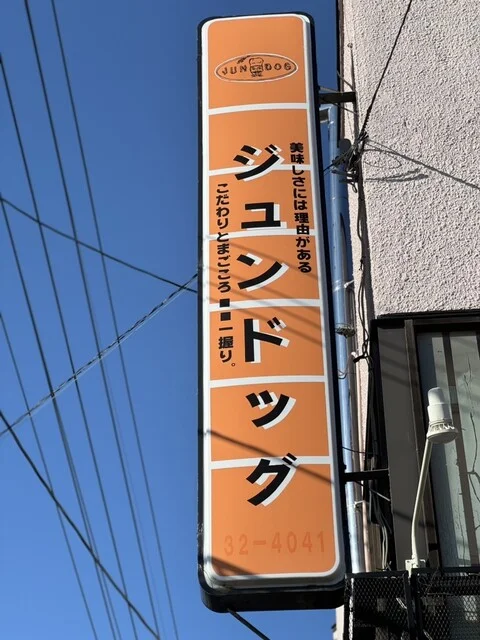 JUN DOG
美味しさには理由がある
ジュンドッグ
こだわりとまごころ■■一握り。
32-4041